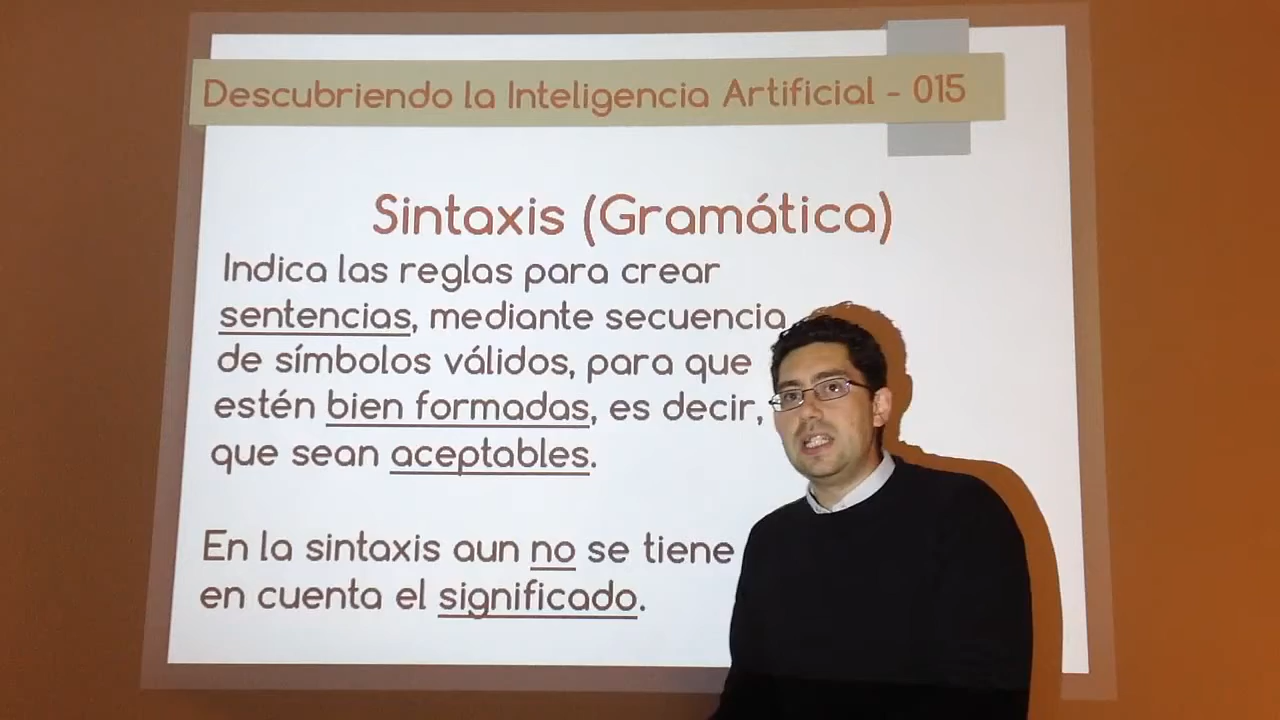 Descubriendo la Inteligencia Artificial - 015
Sintaxis (Gramática)
Indica las reglas para crear
sentencias, mediante secuencia
de símbolos válidos, para que
estén bien formadas, es decir,
que sean aceptables.
En la sintaxis aun no se tiene
en cuenta el significado.